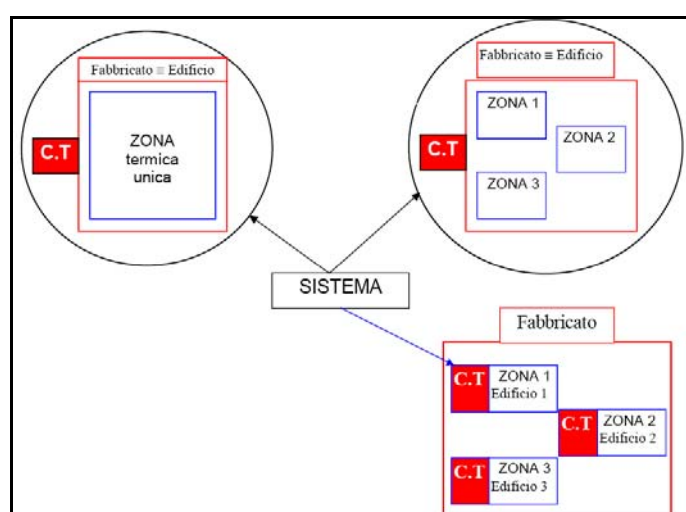 Fabbricato ≡ Edificio
C.T
ZONA
termica
unica
Fabbricato ≡ Edificio
C.T
ZONA 1
ZONA 2
ZONA 3
SISTEMA
Fabbricato
C.T ZONA 1
Edificio 1
C.T ZONA 2
Edificio 2
C.T ZONA 3
Edificio 3